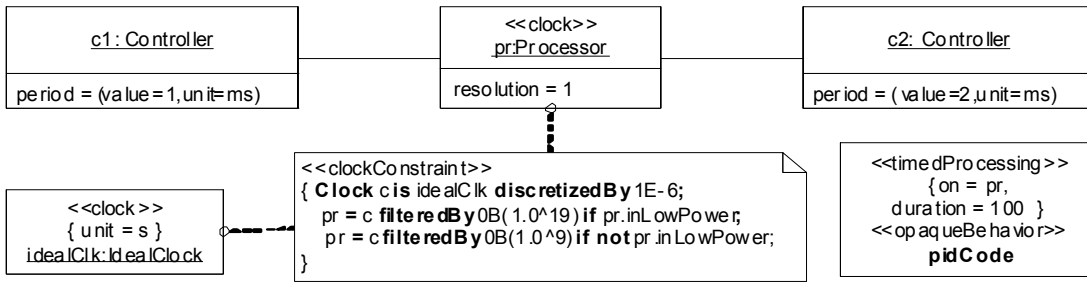 c1: Controller
period = (value=1,unit=ms)
<<clock>>
pr:Processor
resolution = 1
c2: Controller
period = ( value=2,unit=ms)
<<clock>>
{ unit = s }
idealClk:IdealClock
<<clockConstraint>>
{ Clock c is idealClk discretizedBy 1E-6;
pr = c filteredBy 0B( 1.0^19) if pr.inLowPower;
pr = c filteredBy 0B(1.0^9) if not pr.inLowPower;
}
<<timedProcessing>>
{ on = pr,
duration = 100 }
<<opaqueBehavior>>
pidCode